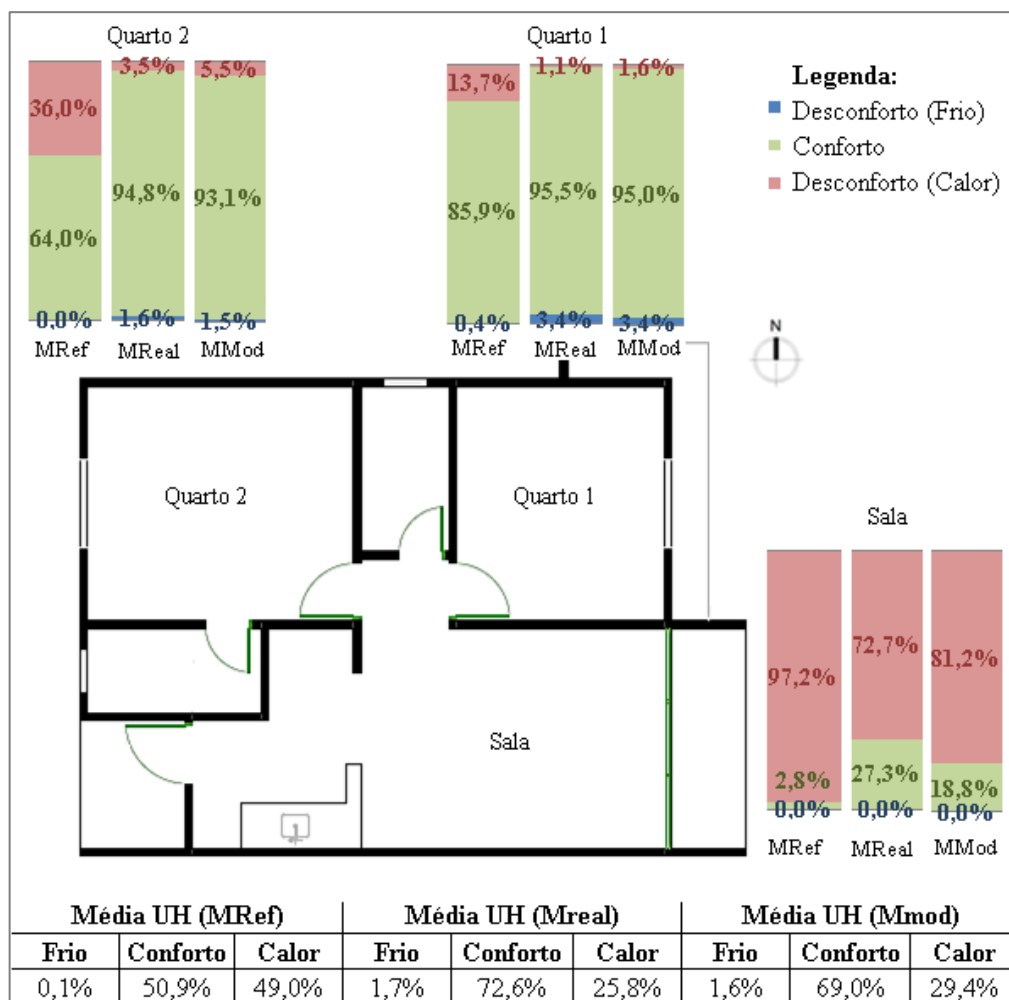 Quarto 2
3,5%
5,5%
36,0%
94,8%
93,1%
64,0%
0,0%
1,6%
1,5%
MRef
MReal
MMod
Quarto 1
13,7%
1,1%
1,6%
85,9%
95,5%
95,0%
0,4%
3,4%
3,4%
MRef
MReal
MMod
Legenda:
Desconforto (Frio)
Conforto
Desconforto (Calor)
N
Quarto 2
Quarto 1
Sala
Sala
97,2%
72,7%
81,2%
2,8%
27,3%
18,8%
0,0%
0,0%
0,0%
MRef
MReal
MMod
Média UH (MRef) Média UH (Mreal) Média UH (Mmod)
Frio Conforto Calor Frio Conforto Calor Frio Conforto Calor
0,1% 50,9% 49,0% 1,7% 72,6% 25,8% 1,6% 69,0% 29,4%